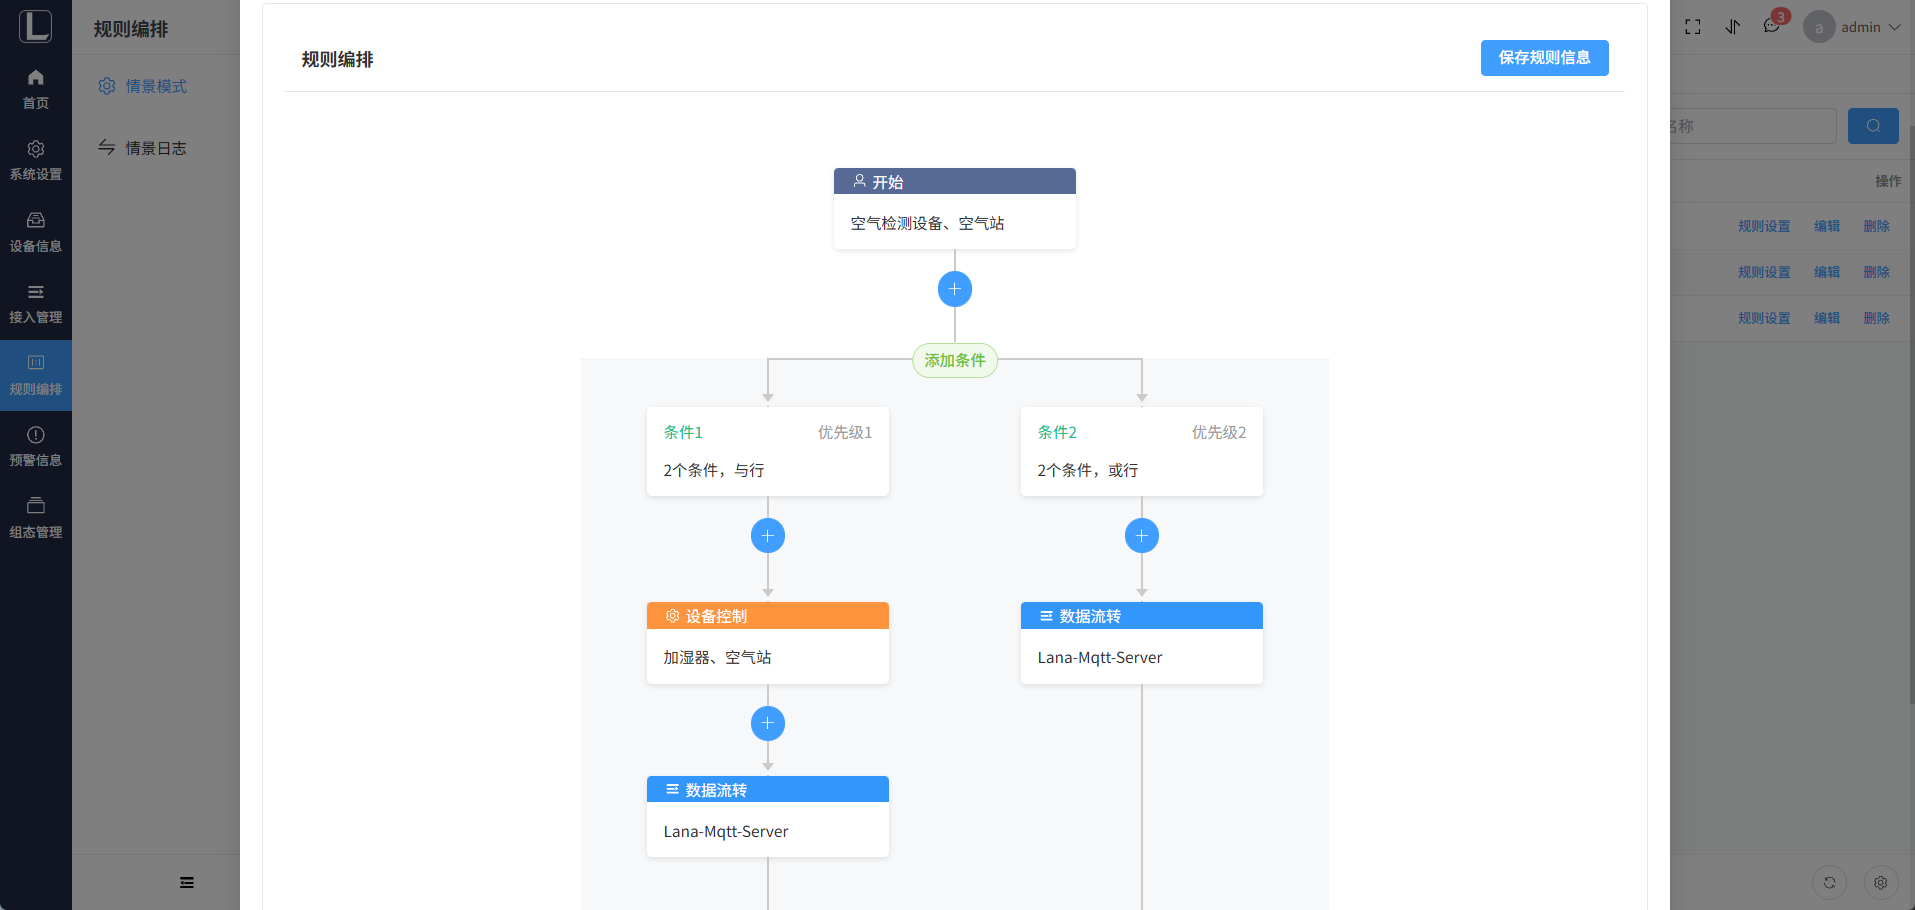 L
首页
系统设置
设备信息
接入管理
规则编排
预警信息
组态管理
规则编排
情景模式
情景日志
规则编排
保存规则信息
开始
空气检测设备、空气站
添加条件
条件1 优先级1
2个条件，与行
条件2 优先级2
2个条件，或行
设备控制
加湿器、空气站
数据流转
Lana-Mqtt-Server
数据流转
Lana-Mqtt-Server
3
a admin
名称
操作
规则设置 编辑 删除
规则设置 编辑 删除
规则设置 编辑 删除